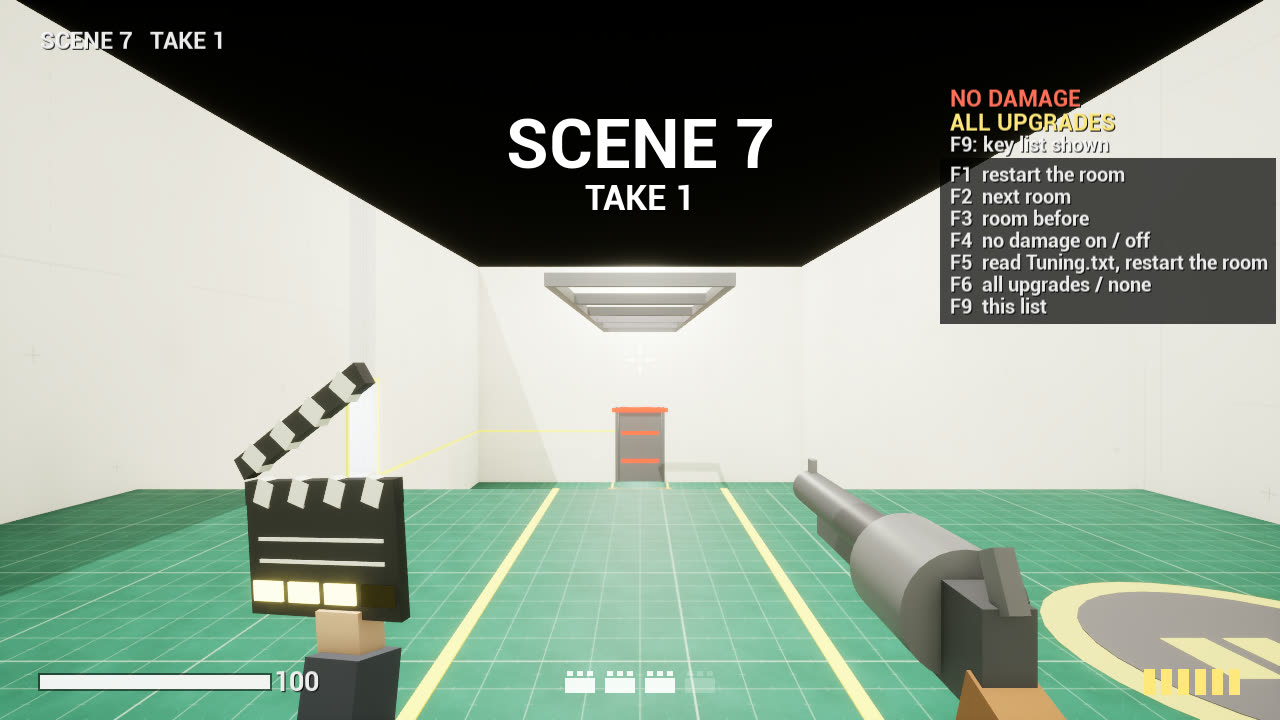 SCENE 7 TAKE 1
SCENE 7
TAKE 1
NO DAMAGE
ALL UPGRADES
F9: key list shown
F1 restart the room
F2 next room
F3 room before
F4 no damage on / off
F5 read Tuning.txt, restart the room
F6 all upgrades / none
F9 this list
100